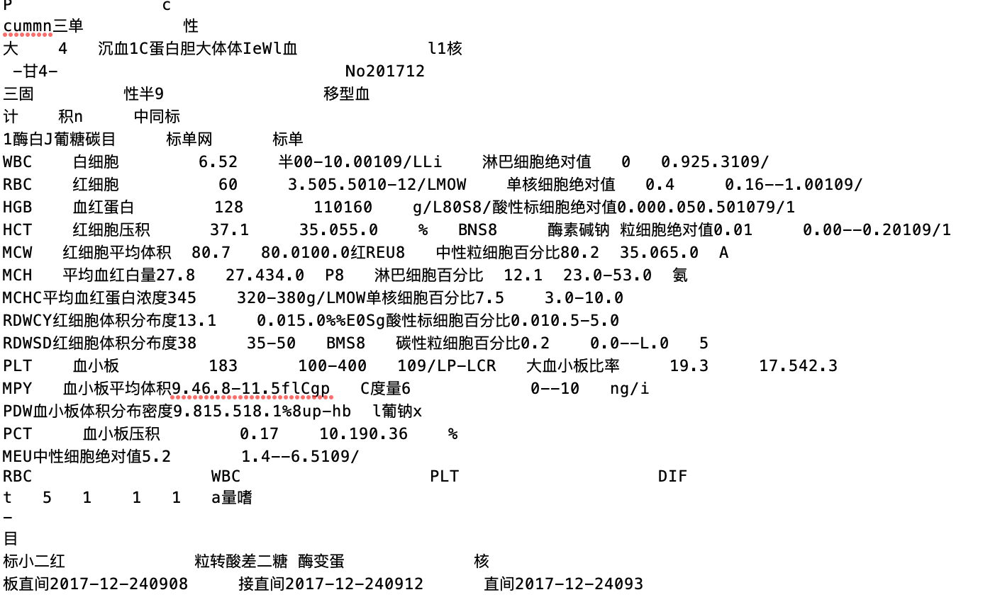 P c
cummn三单 性
大 4 沉血1C蛋白胆大体体IeWl血 l1核
-甘4- No201712
三固 性半9 移型血
计 积n 中同标
1酶白J葡糖碳目 标单网 标单
WBC 白细胞 6.52 半00-10.00109/LLi 淋巴细胞绝对值 0 0.925.3109/
RBC 红细胞 60 3.505.5010-12/LMOW 单核细胞绝对值 0.4 0.16--1.00109/
HGB 血红蛋白 128 110160 g/L80S8/酸性标细胞绝对值0.000.050.501079/1
HCT 红细胞压积 37.1 35.055.0 % BNS8 酶素碱钠 粒细胞绝对值0.01 0.00--0.20109/1
MCW 红细胞平均体积 80.7 80.0100.0红REU8 中性粒细胞百分比80.2 35.065.0 A
MCH 平均血红白量27.8 27.434.0 P8 淋巴细胞百分比 12.1 23.0-53.0 氨
MCHC平均血红蛋白浓度345 320-380g/LMOW单核细胞百分比7.5 3.0-10.0
RDWCY红细胞体积分布度13.1 0.015.0%%E0Sg酸性标细胞百分比0.010.5-5.0
RDWSD红细胞体积分布度38 35-50 BMS8 碳性粒细胞百分比0.2 0.0--L.0 5
PLT 血小板 183 100-400 109/LP-LCR 大血小板比率 19.3 17.542.3
MPY 血小板平均体积9.46.8-11.5flCgp C度量6 0--10 ng/i
PDW血小板体积分布密度9.815.518.1%8up-hb l葡钠x
PCT 血小板压积 0.17 10.190.36 %
MEU中性细胞绝对值5.2 1.4--6.5109/
RBC WBC PLT DIF
t 5 1 1 1 a量嗜
-
目
标小二红 粒转酸差二糖 酶变蛋 核
板直间2017-12-240908 接直间2017-12-240912 直间2017-12-24093